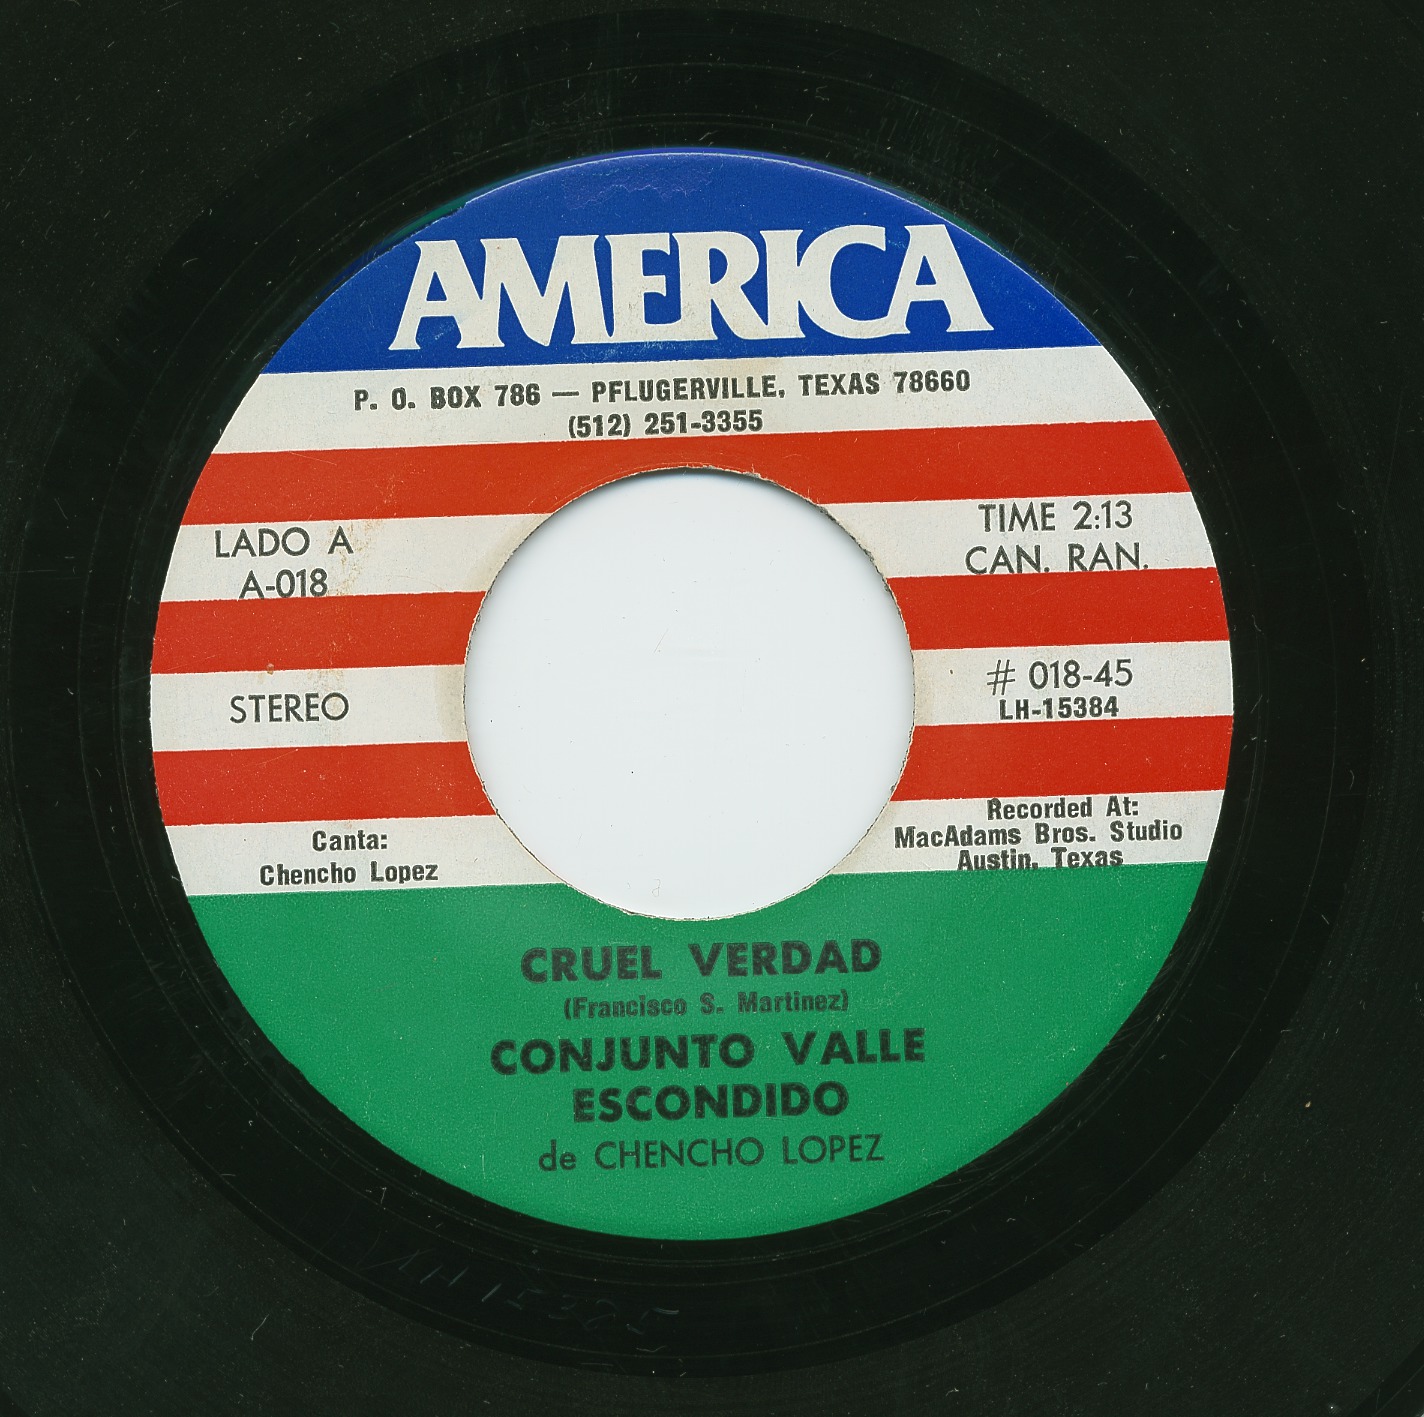 AMERICA
P. O. BOX 786 — PFLUGERVILLE, TEXAS 78660
(512) 251-3355
LADO A
A-018
TIME 2:13
CAN. RAN.
STEREO
# 018-45
LH-15384
Canta:
Chencho Lopez
Recorded At:
MacAdams Bros. Studio
Austin, Texas
CRUEL VERDAD
(Francisco S. Martinez)
CONJUNTO VALLE
ESCONDIDO
de CHENCHO LOPEZ